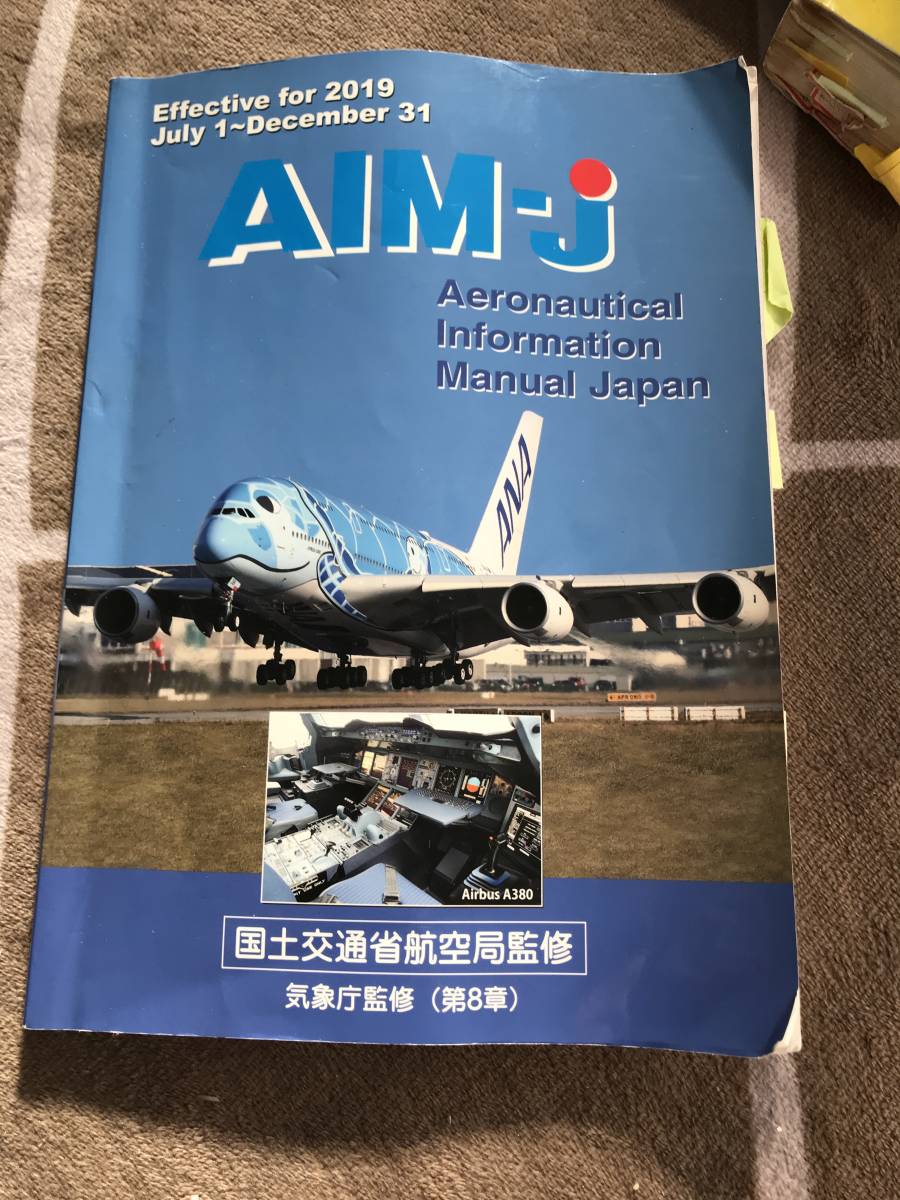 Effective for 2019
July 1~December 31
AIM-J
Aeronautical
Information
Manual Japan
ANA
Airbus A380
国土交通省航空局監修
気象庁監修（第8章）